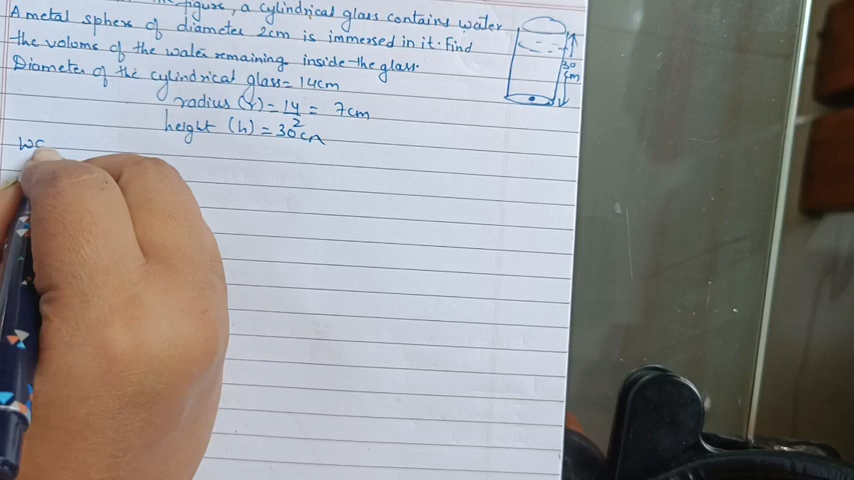 the figure, a cylindrical glass contains water
A metal sphere of diameter 2cm is immersed in it. Find
the volume of the water remaining inside the glass.
Diameter of the cylindrical glass = 14cm
radius (r) = 14/2 = 7cm
height (h) = 30cm
30
cm